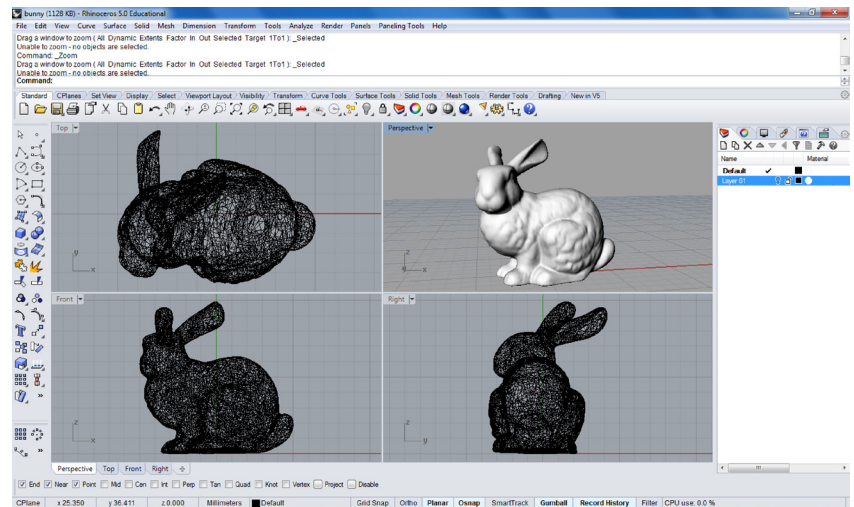 bunny (1128 KB) - Rhinoceros 5.0 Educational
File Edit View Curve Surface Solid Mesh Dimension Transform Tools Analyze Render Panels Paneling Tools Help
Drag a window to zoom ( All Dynamic Extents Factor In Out Selected Target 1To1 ): _Selected
Unable to zoom - no objects are selected.
Command: _Zoom
Drag a window to zoom ( All Dynamic Extents Factor In Out Selected Target 1To1 ): _Selected
Unable to zoom - no objects are selected.
Command:
Standard CPlanes Set View Display Select Viewport Layout Visibility Transform Curve Tools Surface Tools Solid Tools Mesh Tools Render Tools Drafting New in V5
Top
y
x
Perspective
z
y
x
Name Material
Default
Layer 01
Front
z
x
Right
z
y
Perspective Top Front Right
End Near Point Mid Cen Int Perp Tan Quad Knot Vertex Project Disable
CPlane x 25.350 y 36.411 z 0.000 Millimeters Default Grid Snap Ortho Planar Osnap SmartTrack Gumball Record History Filter CPU use: 0.0 %